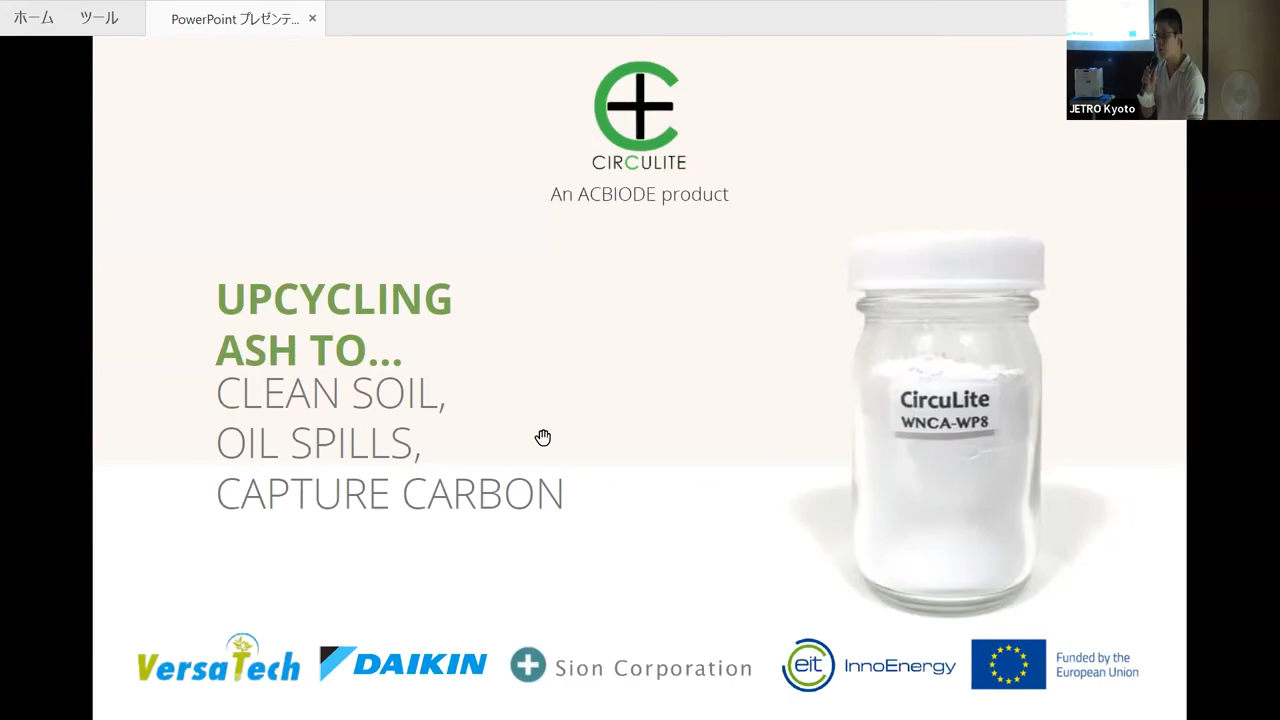 ホーム ツール PowerPoint プレゼンテ... ×
JETRO Kyoto
CIRCULITE
An ACBIODE product
UPCYCLING
ASH TO...
CLEAN SOIL,
OIL SPILLS,
CAPTURE CARBON
CircuLite
WNCA-WP8
VersaTech
DAIKIN
Sion Corporation
eit InnoEnergy
Funded by the
European Union